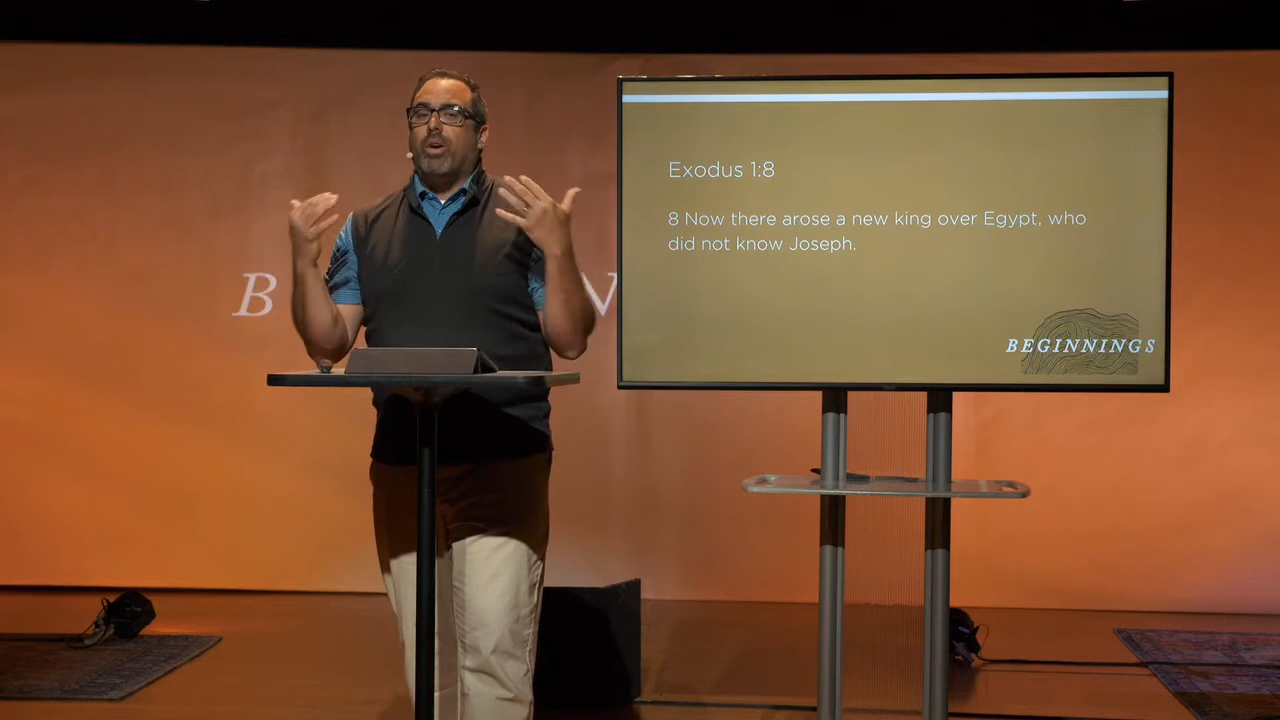 Exodus 1:8
8 Now there arose a new king over Egypt, who
did not know Joseph.
BEGINNINGS
B
N